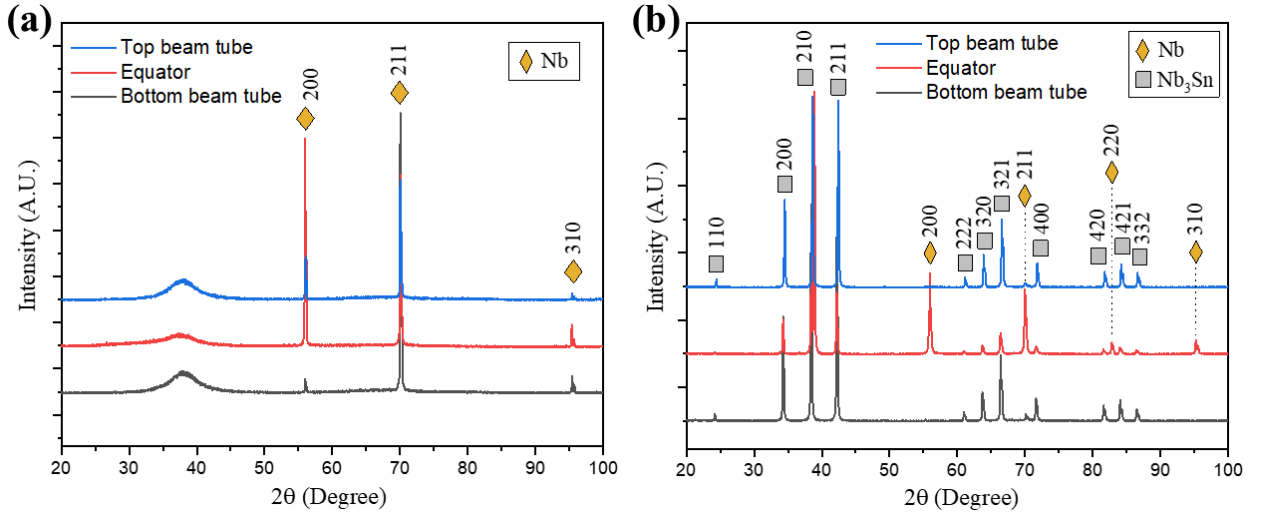 (a)
Top beam tube
Equator
Bottom beam tube
Nb
200
211
310
Intensity (A.U.)
20 30 40 50 60 70 80 90 100
2θ (Degree)
(b)
Top beam tube
Equator
Bottom beam tube
Nb
Nb₃Sn
110
200
210
211
200
222
320
321
211
400
420
220
421
332
310
Intensity (A.U.)
20 30 40 50 60 70 80 90 100
2θ (Degree)